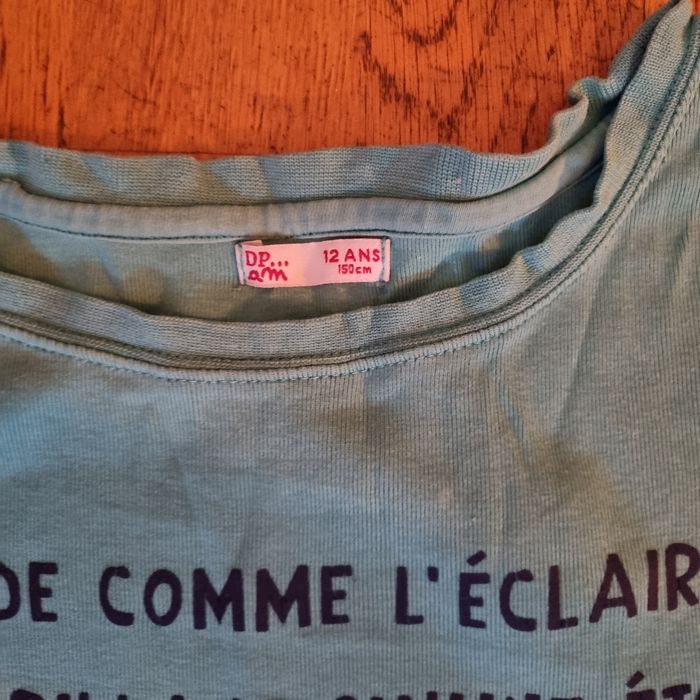 DP... 12 ANS
am 150cm
DE COMME L'ÉCLAIR